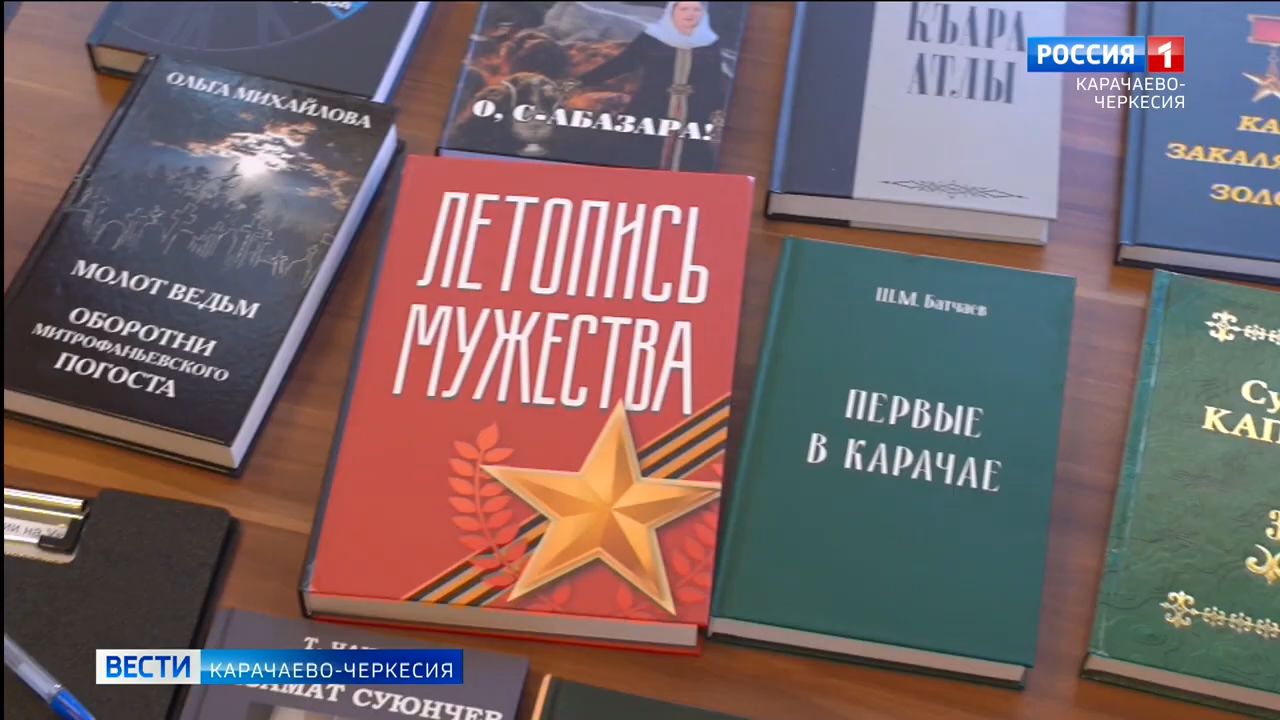 РОССИЯ 1
КАРАЧАЕВО-
ЧЕРКЕСИЯ
КЪАРА
АТЛЫ
О, С-АБАЗАРА!
ОЛЬГА МИХАЙЛОВА
МОЛОТ ВЕДЬМ
ОБОРОТНИ
МИТРОФАНЬЕВСКОГО
ПОГОСТА
ЛЕТОПИСЬ
МУЖЕСТВА
Ш.М. Батчаев
ПЕРВЫЕ
В КАРАЧАЕ
СУЮНЧЕВ
ВЕСТИ
КАРАЧАЕВО-ЧЕРКЕСИЯ